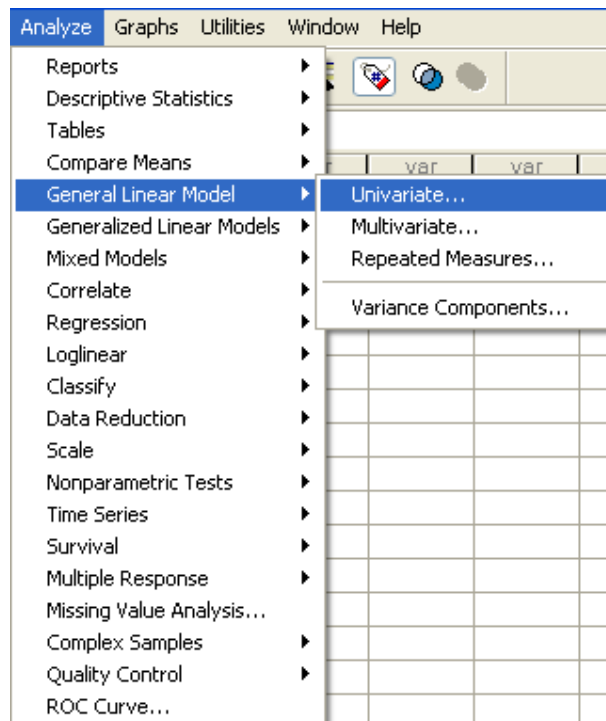 Analyze Graphs Utilities Window Help
Reports
Descriptive Statistics
Tables
Compare Means
var var
General Linear Model
Univariate...
Generalized Linear Models
Multivariate...
Mixed Models
Repeated Measures...
Correlate
Variance Components...
Regression
Loglinear
Classify
Data Reduction
Scale
Nonparametric Tests
Time Series
Survival
Multiple Response
Missing Value Analysis...
Complex Samples
Quality Control
ROC Curve...